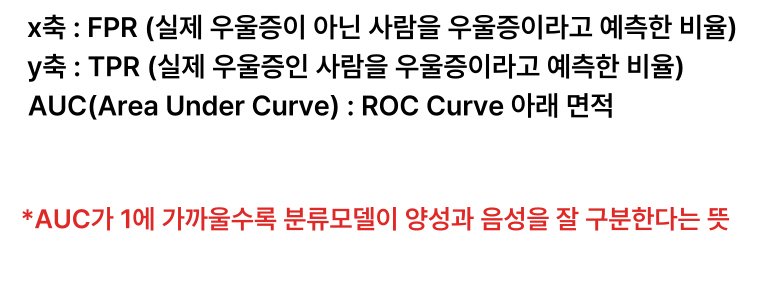 x축 : FPR (실제 우울증이 아닌 사람을 우울증이라고 예측한 비율)
y축 : TPR (실제 우울증인 사람을 우울증이라고 예측한 비율)
AUC(Area Under Curve) : ROC Curve 아래 면적
*AUC가 1에 가까울수록 분류모델이 양성과 음성을 잘 구분한다는 뜻